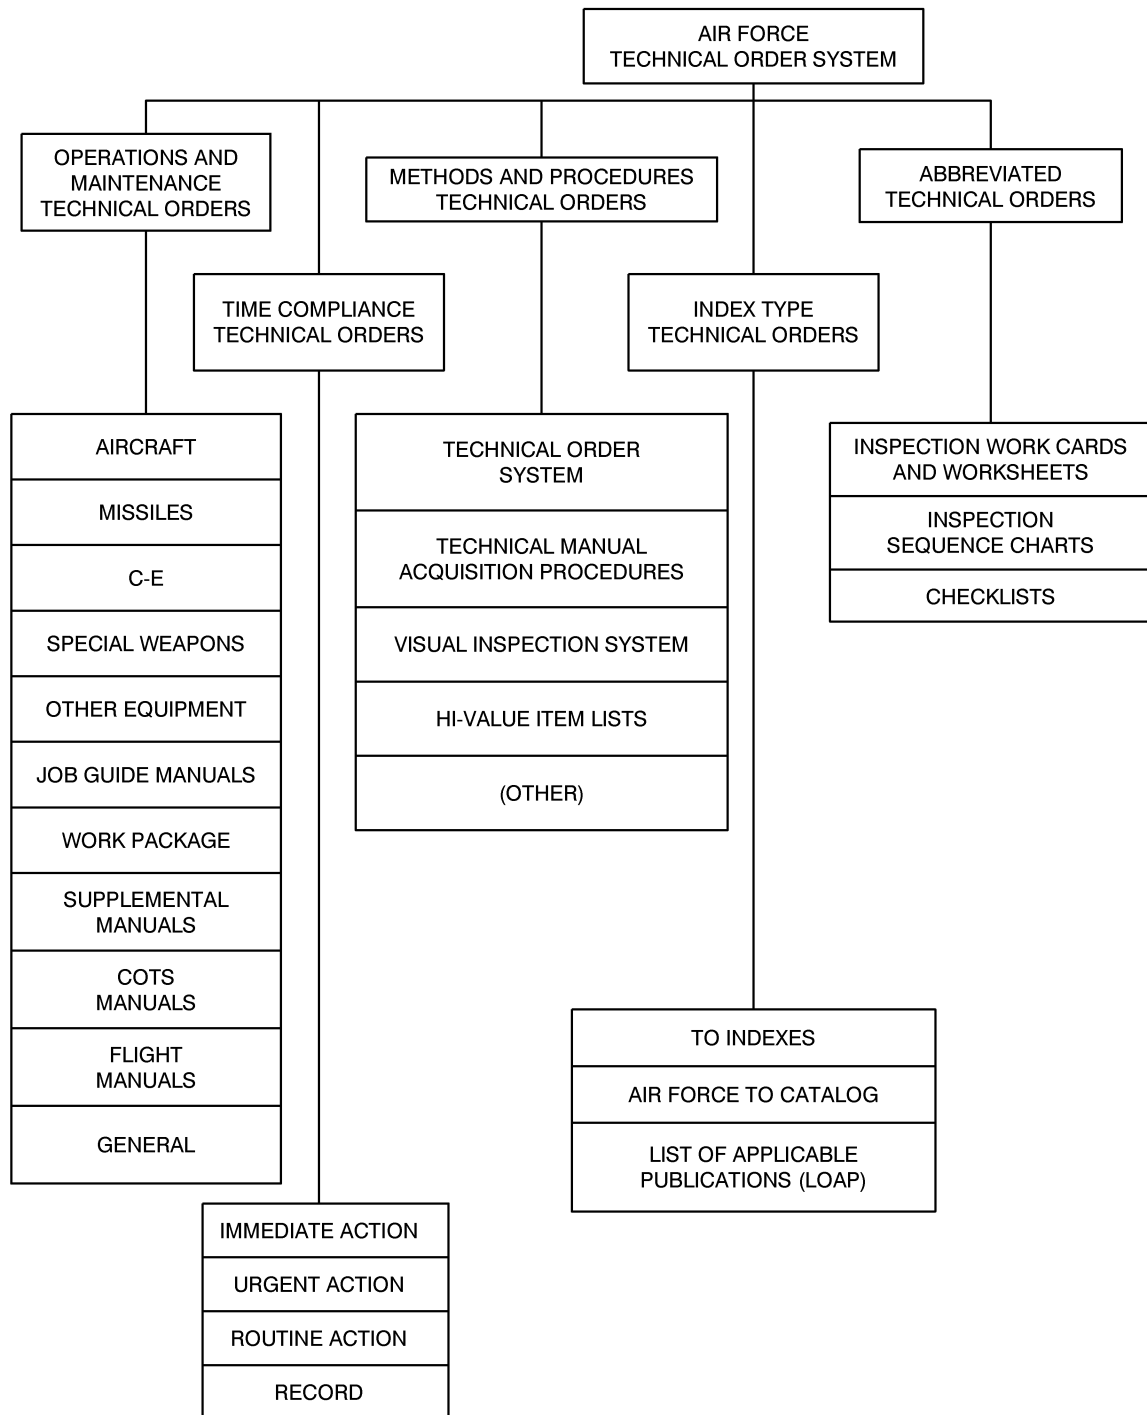 AIR FORCE
TECHNICAL ORDER SYSTEM
OPERATIONS AND
MAINTENANCE
TECHNICAL ORDERS
METHODS AND PROCEDURES
TECHNICAL ORDERS
ABBREVIATED
TECHNICAL ORDERS
TIME COMPLIANCE
TECHNICAL ORDERS
INDEX TYPE
TECHNICAL ORDERS
AIRCRAFT
MISSILES
C-E
SPECIAL WEAPONS
OTHER EQUIPMENT
JOB GUIDE MANUALS
WORK PACKAGE
SUPPLEMENTAL
MANUALS
COTS
MANUALS
FLIGHT
MANUALS
GENERAL
TECHNICAL ORDER
SYSTEM
TECHNICAL MANUAL
ACQUISITION PROCEDURES
VISUAL INSPECTION SYSTEM
HI-VALUE ITEM LISTS
(OTHER)
INSPECTION WORK CARDS
AND WORKSHEETS
INSPECTION
SEQUENCE CHARTS
CHECKLISTS
TO INDEXES
AIR FORCE TO CATALOG
LIST OF APPLICABLE
PUBLICATIONS (LOAP)
IMMEDIATE ACTION
URGENT ACTION
ROUTINE ACTION
RECORD